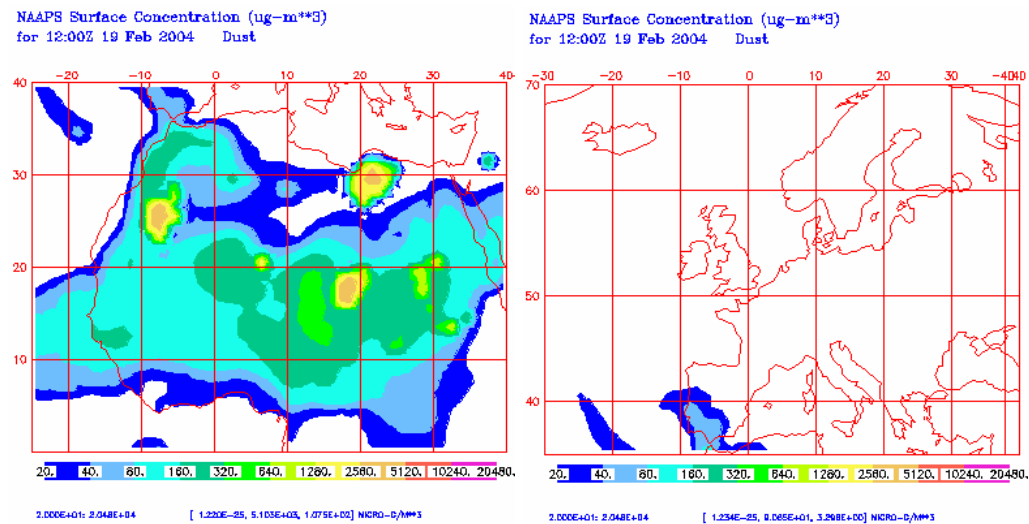 NAAPS Surface Concentration (ug-m**3)
for 12:00Z 19 Feb 2004 Dust
-20 -10 0 10 20 30 40
40
30
20
10
20. 40. 80. 160. 320. 640. 1280. 2560. 5120. 10240. 20480.
2.000E+01: 2.048E+04 [ 1.220E-25, 5.103E+03, 1.075E+02] MICRO-G/M**3
NAAPS Surface Concentration (ug-m**3)
for 12:00Z 19 Feb 2004 Dust
-30 -20 -10 0 10 20 30 40
70
60
50
40
20. 40. 80. 160. 320. 640. 1280. 2560. 5120. 10240. 20480.
2.000E+01: 2.048E+04 [ 1.234E-25, 9.065E+01, 3.298E+00] MICRO-G/M**3